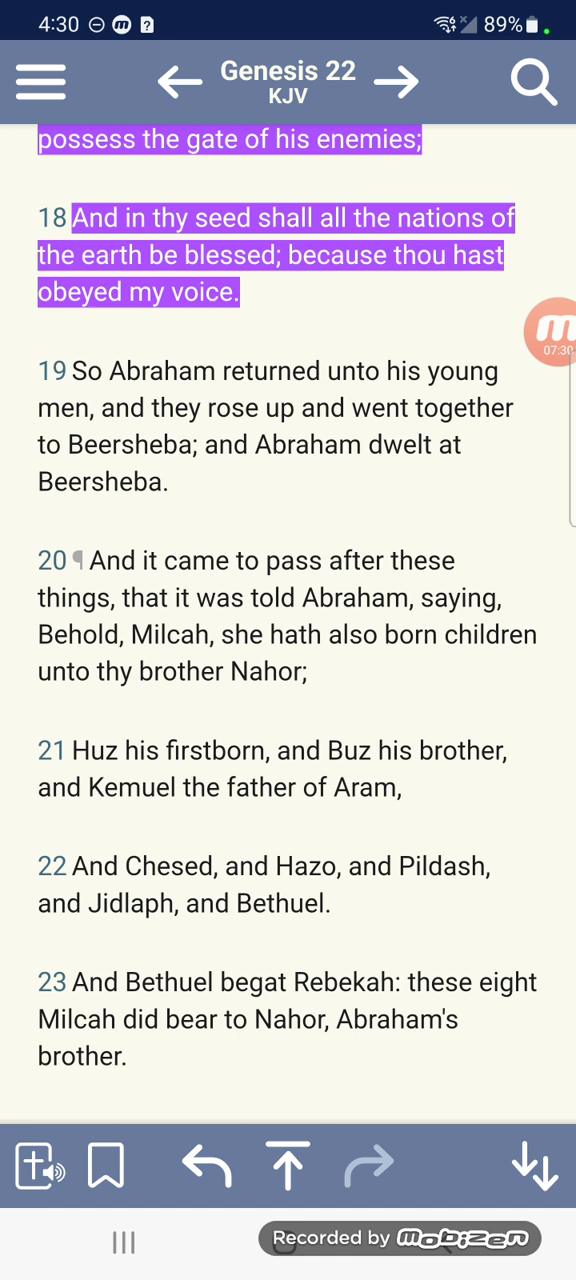 4:30
89%
Genesis 22
KJV
possess the gate of his enemies;
18 And in thy seed shall all the nations of
the earth be blessed; because thou hast
obeyed my voice.
07:30
19 So Abraham returned unto his young
men, and they rose up and went together
to Beersheba; and Abraham dwelt at
Beersheba.
20 ¶ And it came to pass after these
things, that it was told Abraham, saying,
Behold, Milcah, she hath also born children
unto thy brother Nahor;
21 Huz his firstborn, and Buz his brother,
and Kemuel the father of Aram,
22 And Chesed, and Hazo, and Pildash,
and Jidlaph, and Bethuel.
23 And Bethuel begat Rebekah: these eight
Milcah did bear to Nahor, Abraham's
brother.
Recorded by mobizen